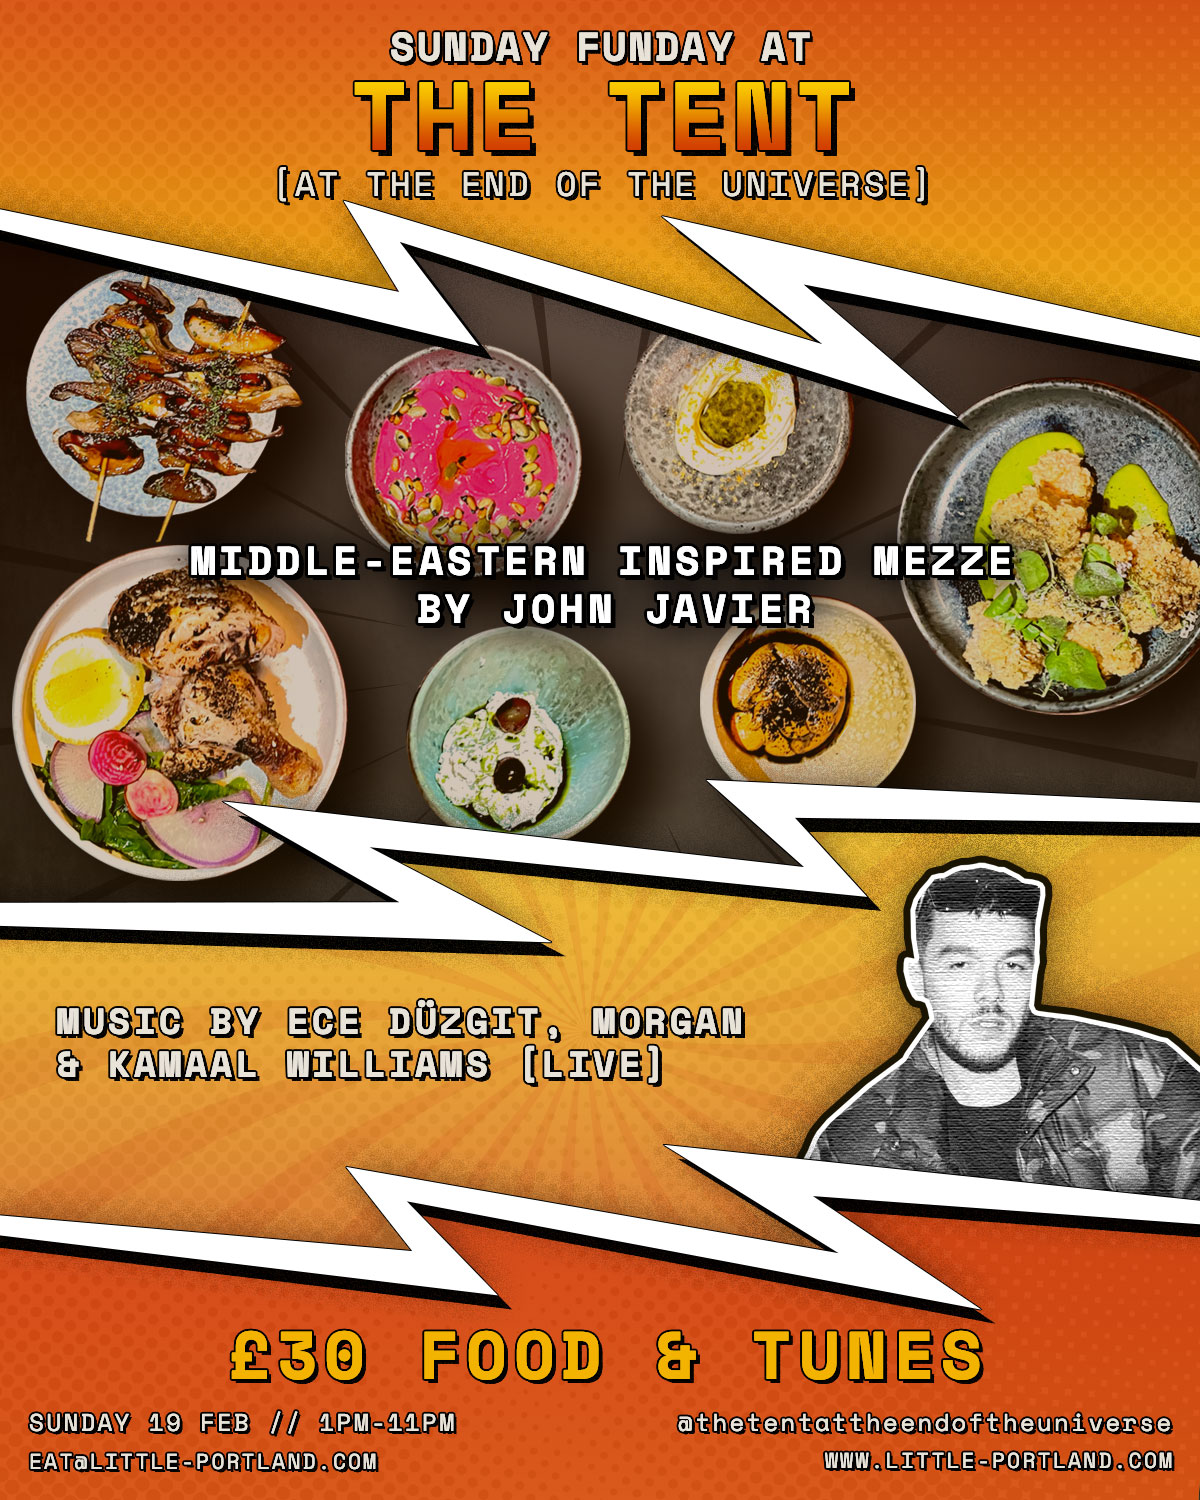 SUNDAY FUNDAY AT
THE TENT
[AT THE END OF THE UNIVERSE]
MIDDLE-EASTERN INSPIRED MEZZE
BY JOHN JAVIER
MUSIC BY ECE DÜZGIT, MORGAN
& KAMAAL WILLIAMS [LIVE]
£30 FOOD & TUNES
SUNDAY 19 FEB // 1PM-11PM
@thetentattheendoftheuniverse
EAT@LITTLE-PORTLAND.COM
WWW.LITTLE-PORTLAND.COM